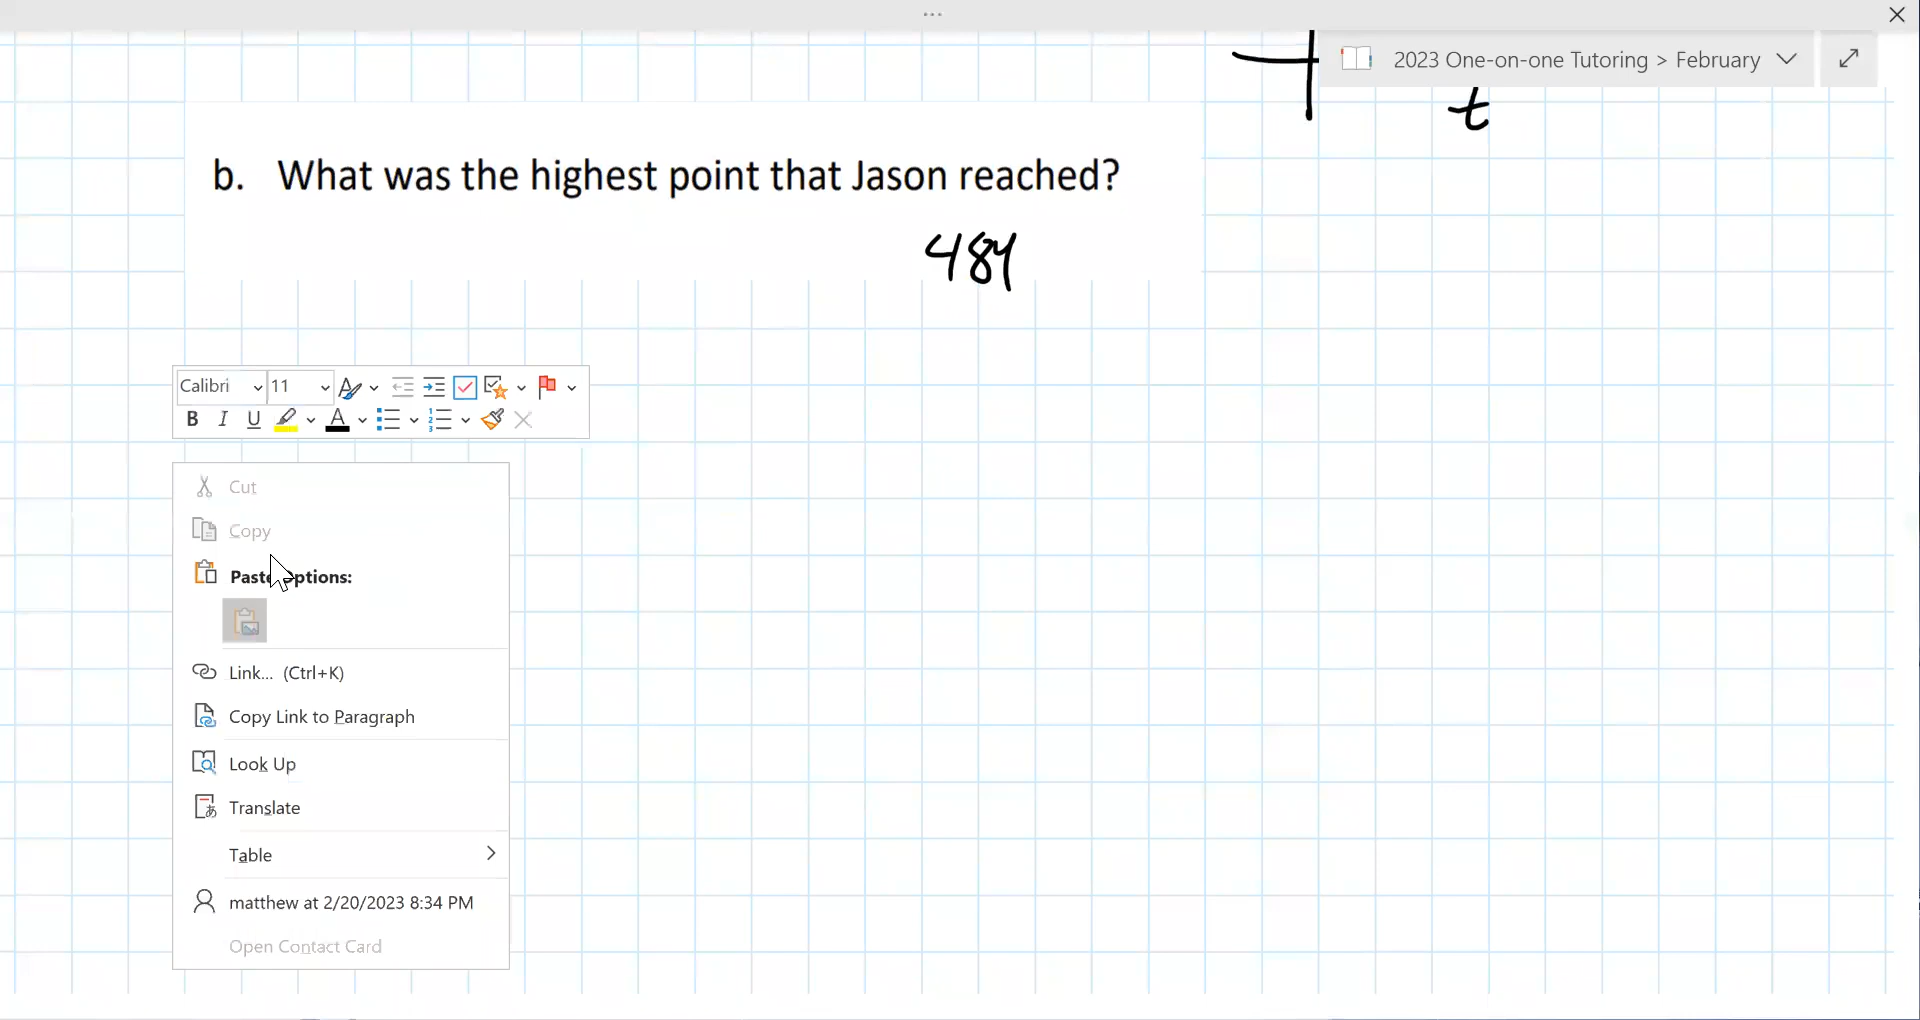 2023 One-on-one Tutoring > February
t
b. What was the highest point that Jason reached?
484
Calibri 11
B I U A
Cut
Copy
Paste Options:
Link... (Ctrl+K)
Copy Link to Paragraph
Look Up
Translate
Table
matthew at 2/20/2023 8:34 PM
Open Contact Card